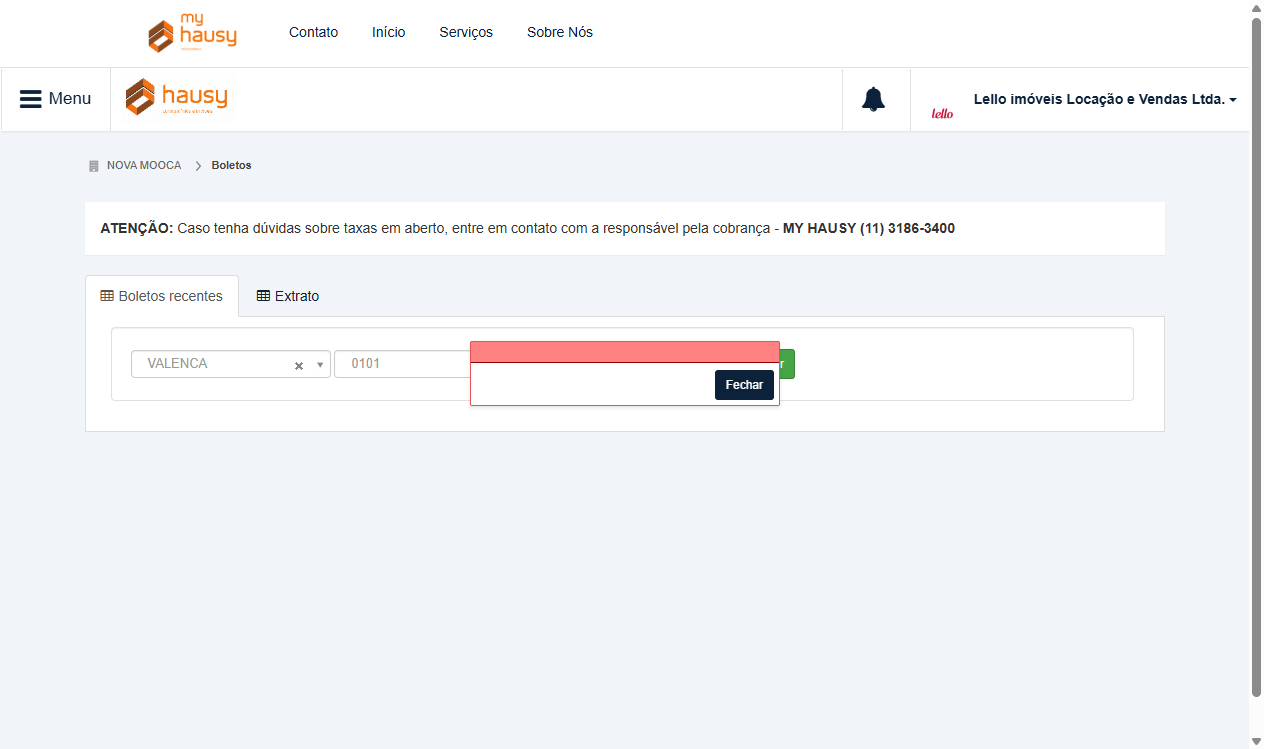 my
hausy
Contato
Início
Serviços
Sobre Nós
Menu
hausy
lello
Lello imóveis Locação e Vendas Ltda.
NOVA MOOCA
Boletos
ATENÇÃO: Caso tenha dúvidas sobre taxas em aberto, entre em contato com a responsável pela cobrança - MY HAUSY (11) 3186-3400
Boletos recentes
Extrato
VALENCA
0101
Fechar